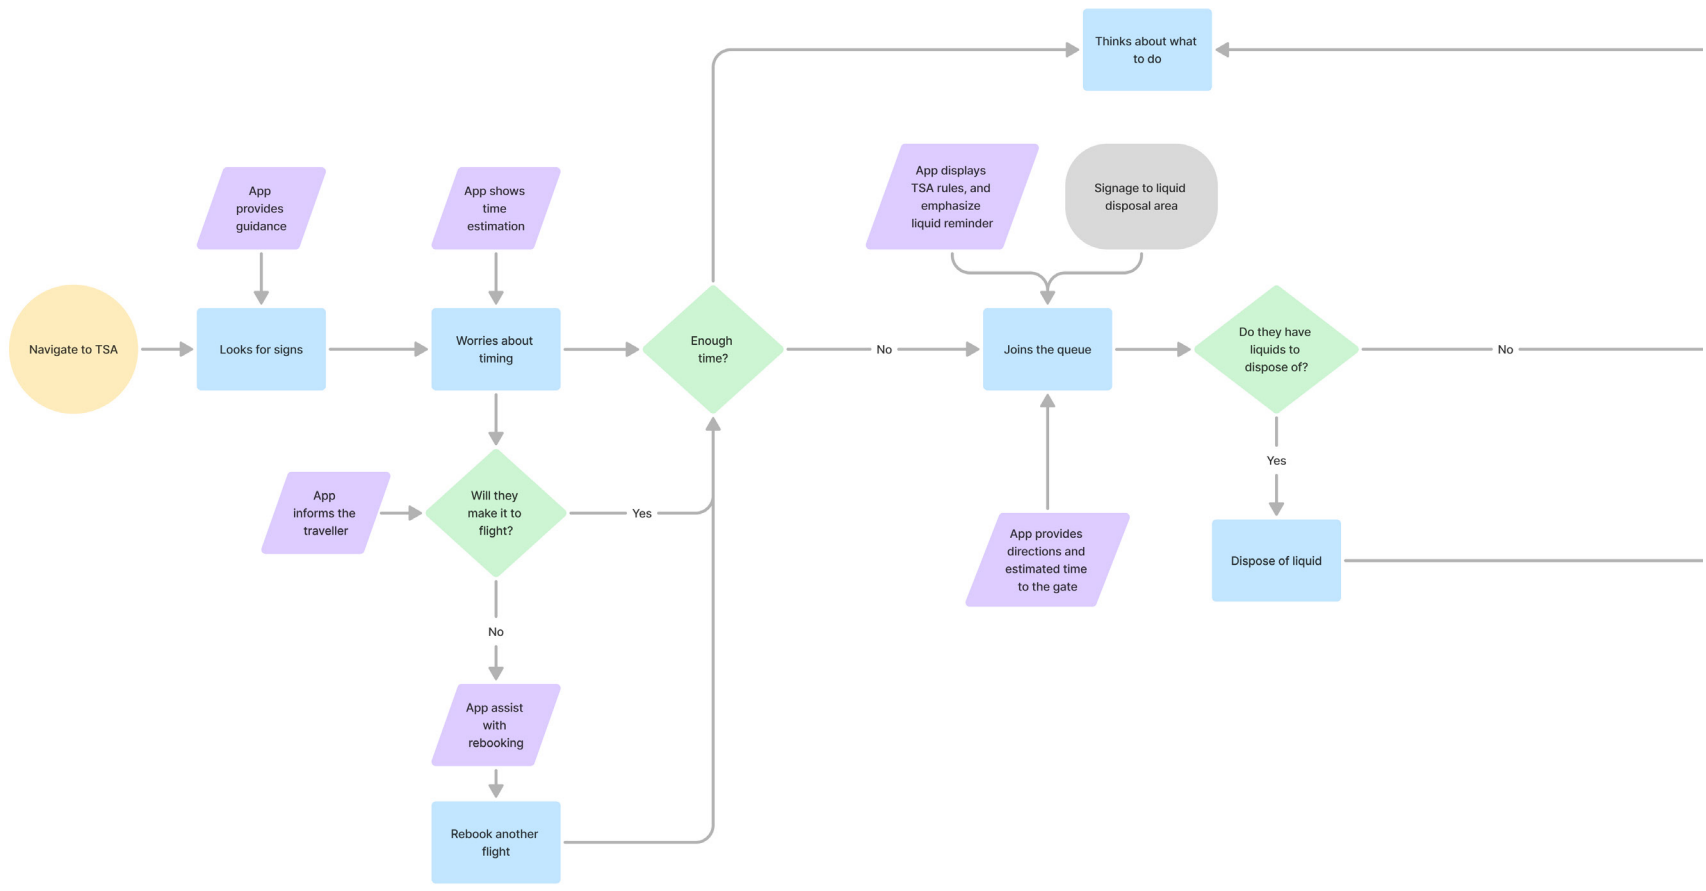 Thinks about what
to do
App
provides
guidance
App shows
time
estimation
App displays
TSA rules, and
emphasize
liquid reminder
Signage to liquid
disposal area
Navigate to TSA
Looks for signs
Worries about
timing
Enough
time?
No
Joins the queue
Do they have
liquids to
dispose of?
No
Yes
App
informs the
traveller
Will they
make it to
flight?
Yes
App provides
directions and
estimated time
to the gate
Dispose of liquid
No
App assist
with
rebooking
Rebook another
flight